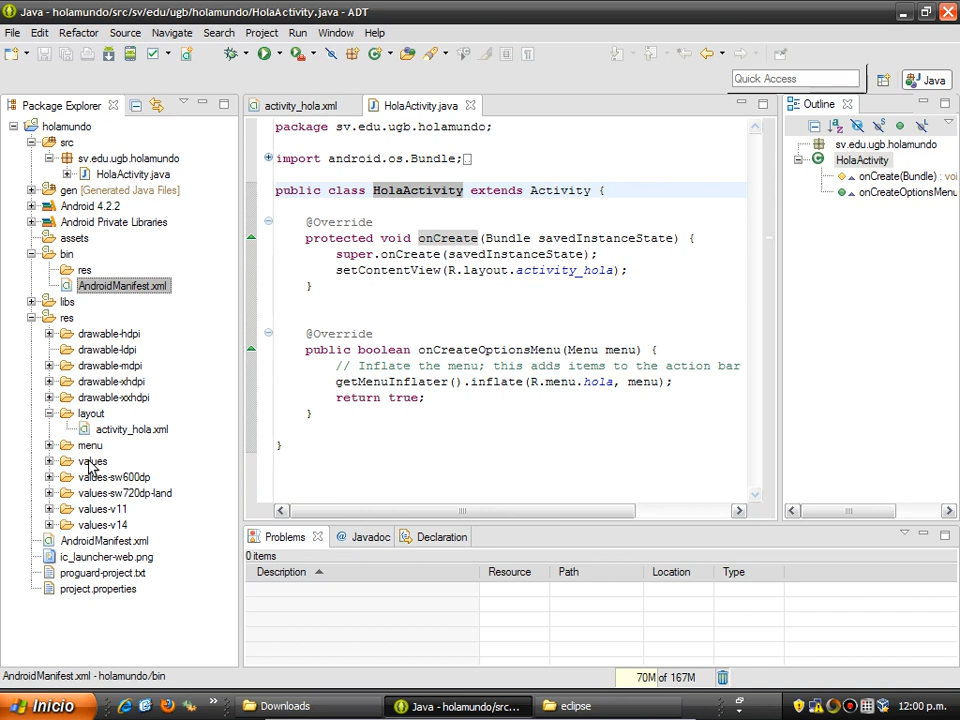 Java - holamundo/src/sv/edu/ugb/holamundo/HolaActivity.java - ADT
File Edit Refactor Source Navigate Search Project Run Window Help
Quick Access
Java
Package Explorer
holamundo
src
sv.edu.ugb.holamundo
HolaActivity.java
gen [Generated Java Files]
Android 4.2.2
Android Private Libraries
assets
bin
res
AndroidManifest.xml
libs
res
drawable-hdpi
drawable-ldpi
drawable-mdpi
drawable-xhdpi
drawable-xxhdpi
layout
activity_hola.xml
menu
values
values-sw600dp
values-sw720dp-land
values-v11
values-v14
AndroidManifest.xml
ic_launcher-web.png
proguard-project.txt
project.properties
activity_hola.xml
HolaActivity.java
package sv.edu.ugb.holamundo;
import android.os.Bundle;
public class HolaActivity extends Activity {
@Override
protected void onCreate(Bundle savedInstanceState) {
super.onCreate(savedInstanceState);
setContentView(R.layout.activity_hola);
}
@Override
public boolean onCreateOptionsMenu(Menu menu) {
// Inflate the menu; this adds items to the action bar
getMenuInflater().inflate(R.menu.hola, menu);
return true;
}
}
Outline
sv.edu.ugb.holamundo
HolaActivity
onCreate(Bundle) : voi
onCreateOptionsMenu
Problems
Javadoc
Declaration
0 items
Description Resource Path Location Type
AndroidManifest.xml - holamundo/bin
70M of 167M
Inicio
»
Downloads
Java - holamundo/src...
eclipse
12:00 p.m.